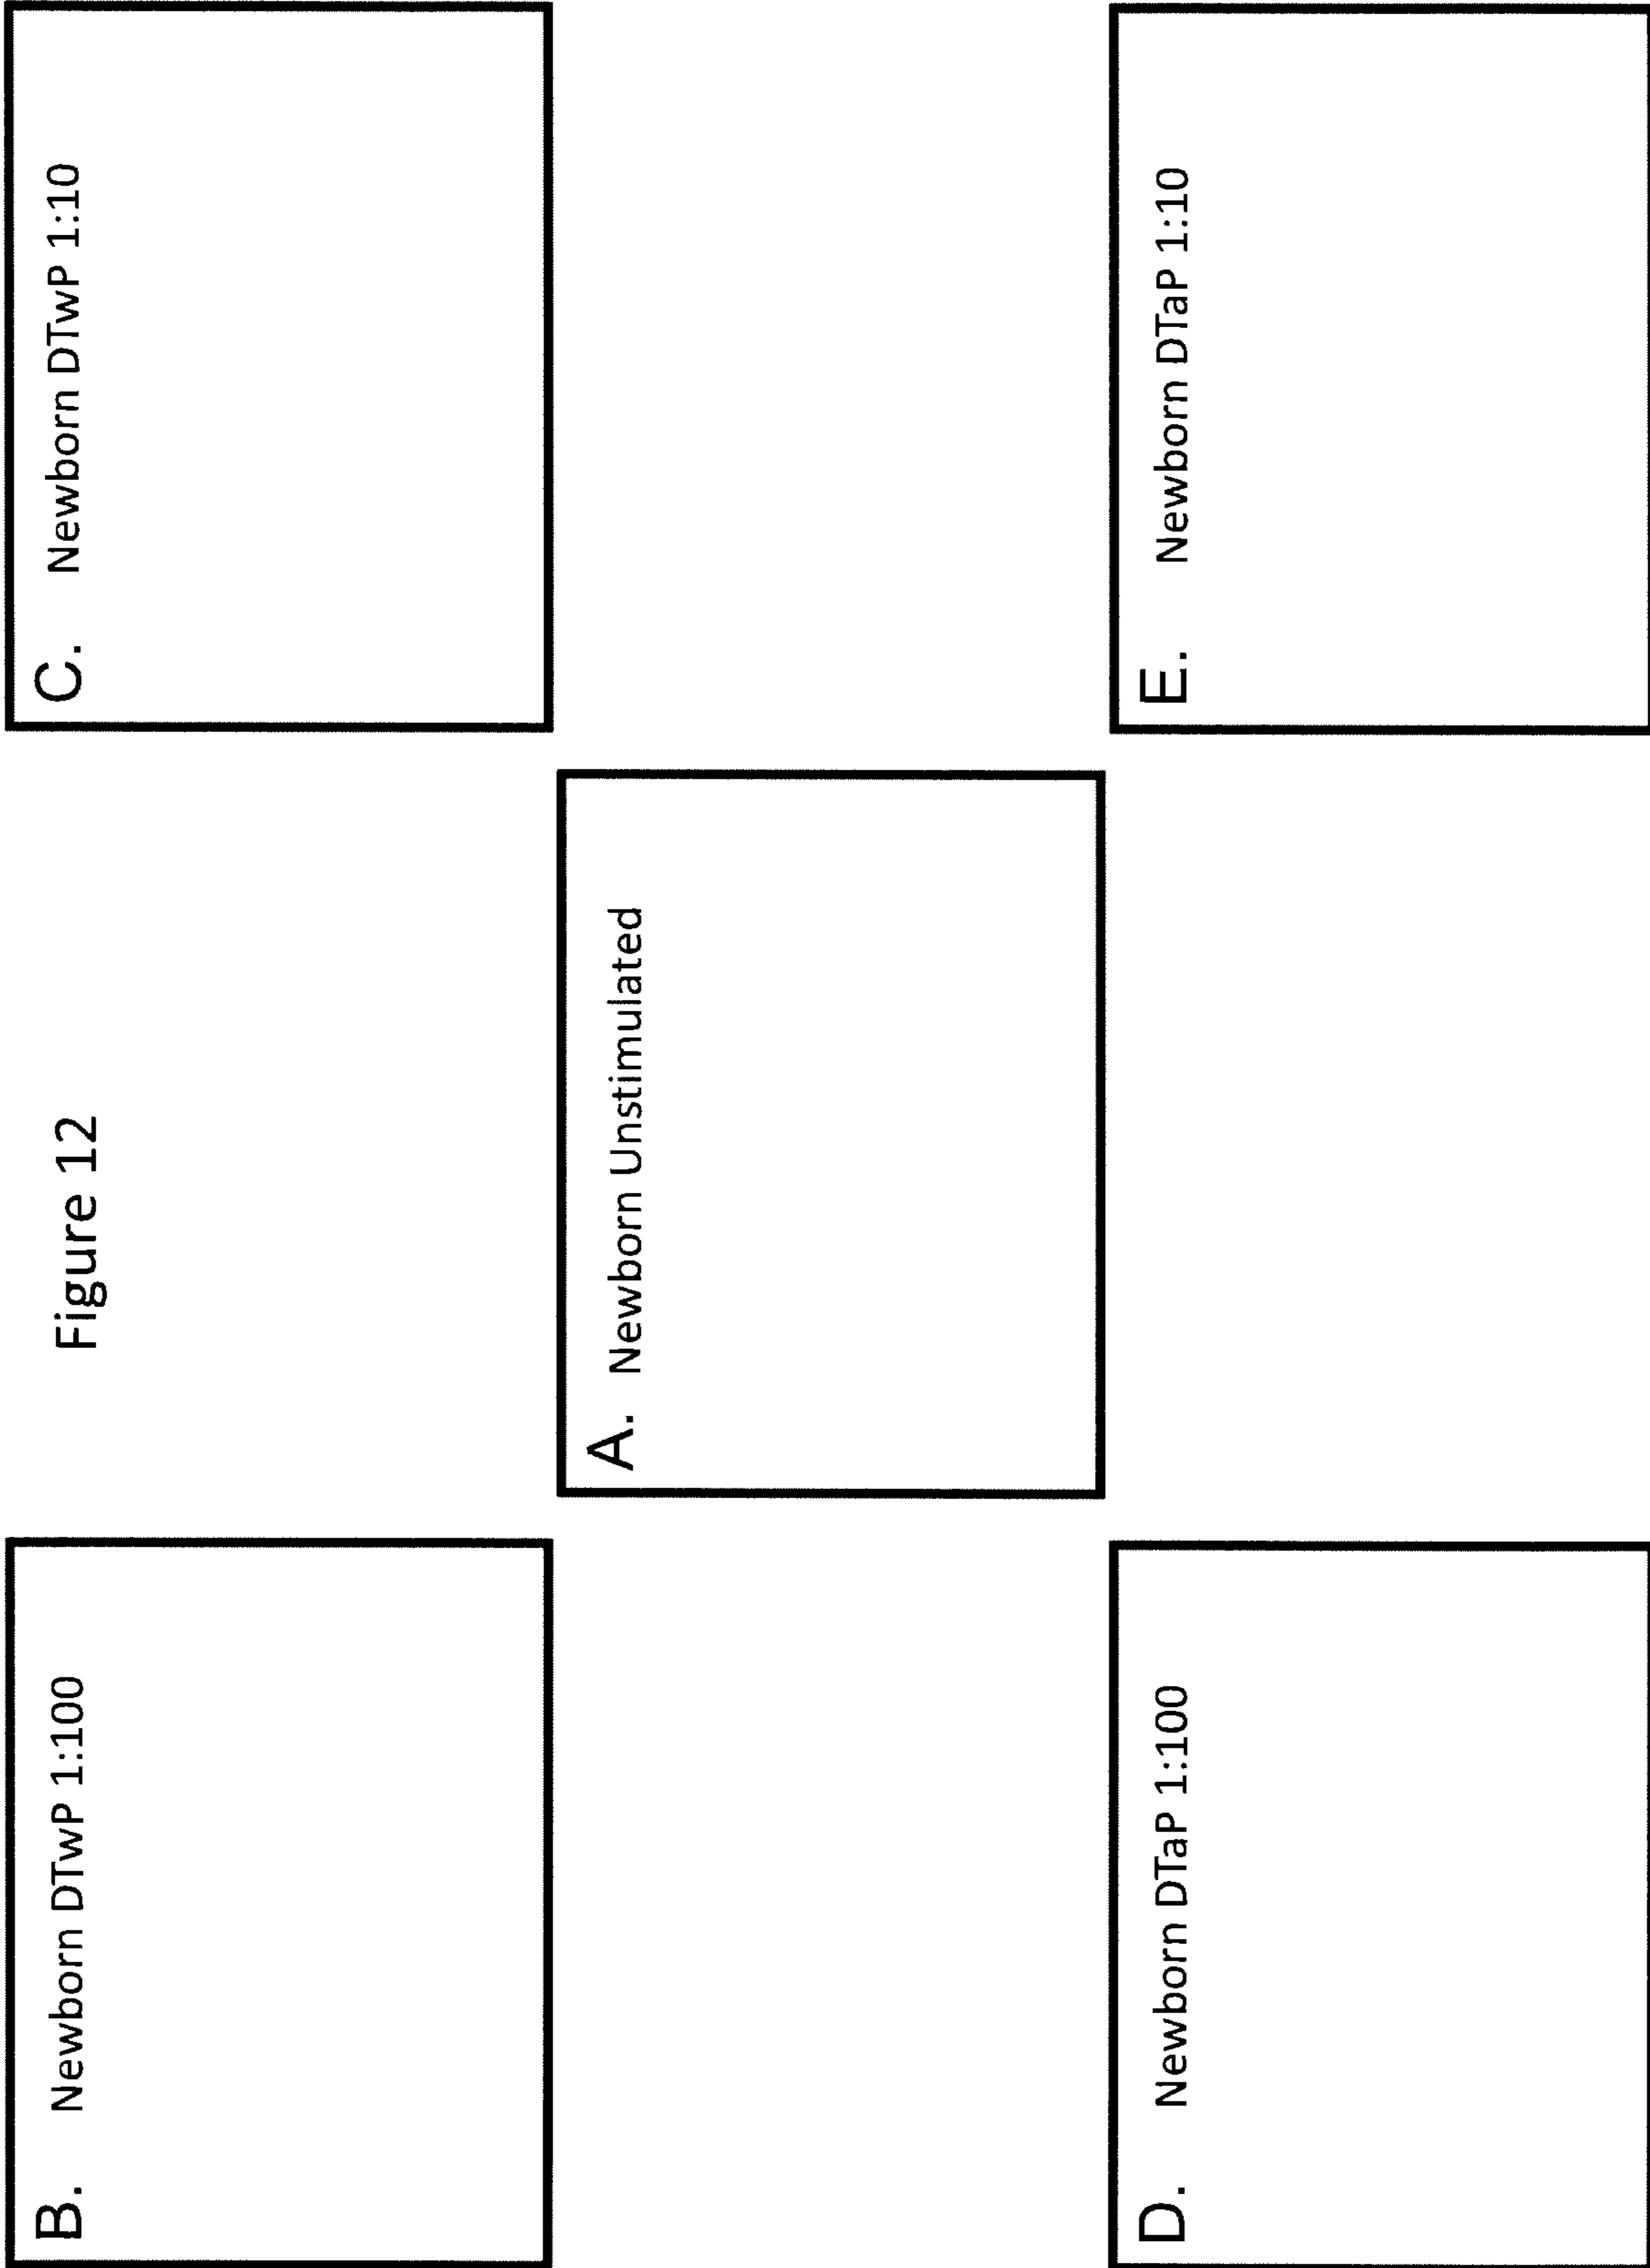 Figure 12
B. Newborn DTwP 1:100
C. Newborn DTwP 1:10
A. Newborn Unstimulated
D. Newborn DTaP 1:100
E. Newborn DTaP 1:10